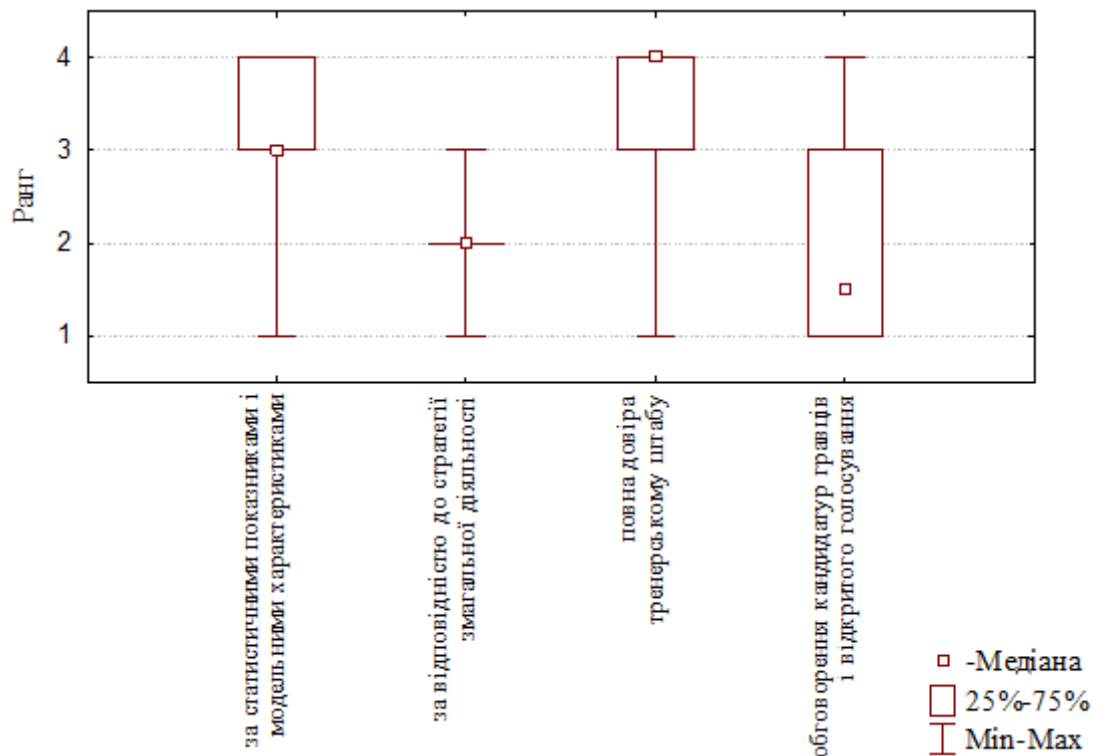 Ранг
4
3
2
1
за статистичними показниками і
модельними характеристиками
за відповідністю до стратегії
змагальної діяльності
повна довіра
тренерському штабу
обговорення кандидатур гравців
і відкритого голосування
-Медіана
25%-75%
Min-Max